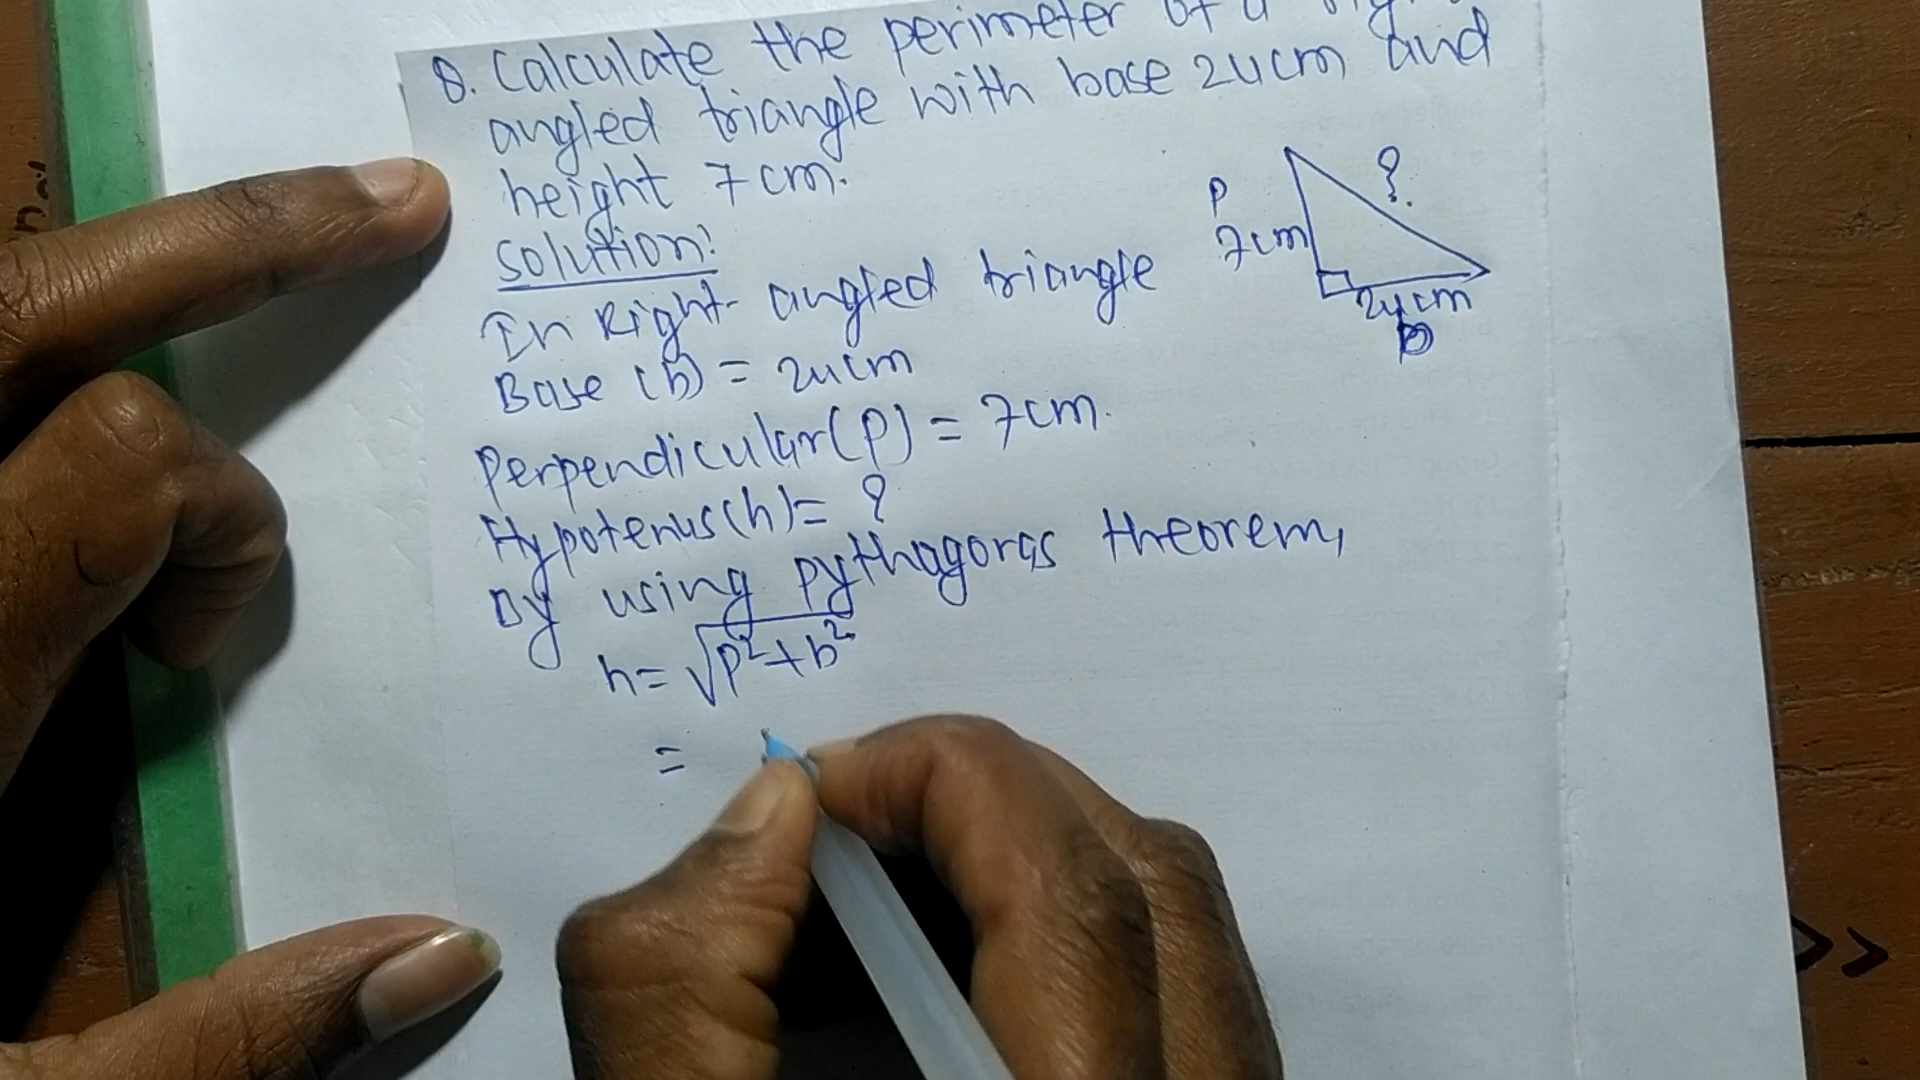 Q. Calculate the perimeter of a
angled triangle with base 24cm and
height 7cm.
Solution:
In Right-angled triangle
Base (b) = 24cm
Perpendicular(P) = 7cm.
Hypotenus(h)= ?
By using pythagoras theorem,
h= √p²+b²
=
P
7cm
?
24cm
b
>>